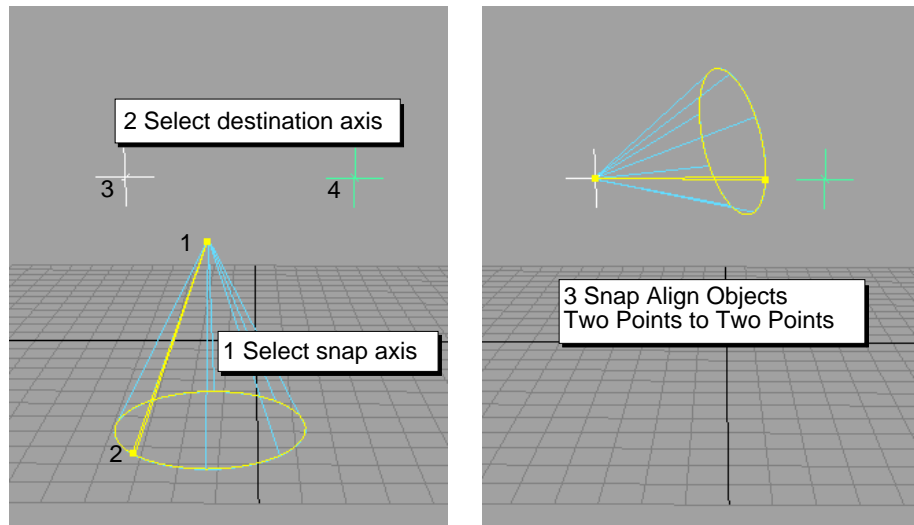 2 Select destination axis
3
4
1
1 Select snap axis
2
3 Snap Align Objects
Two Points to Two Points